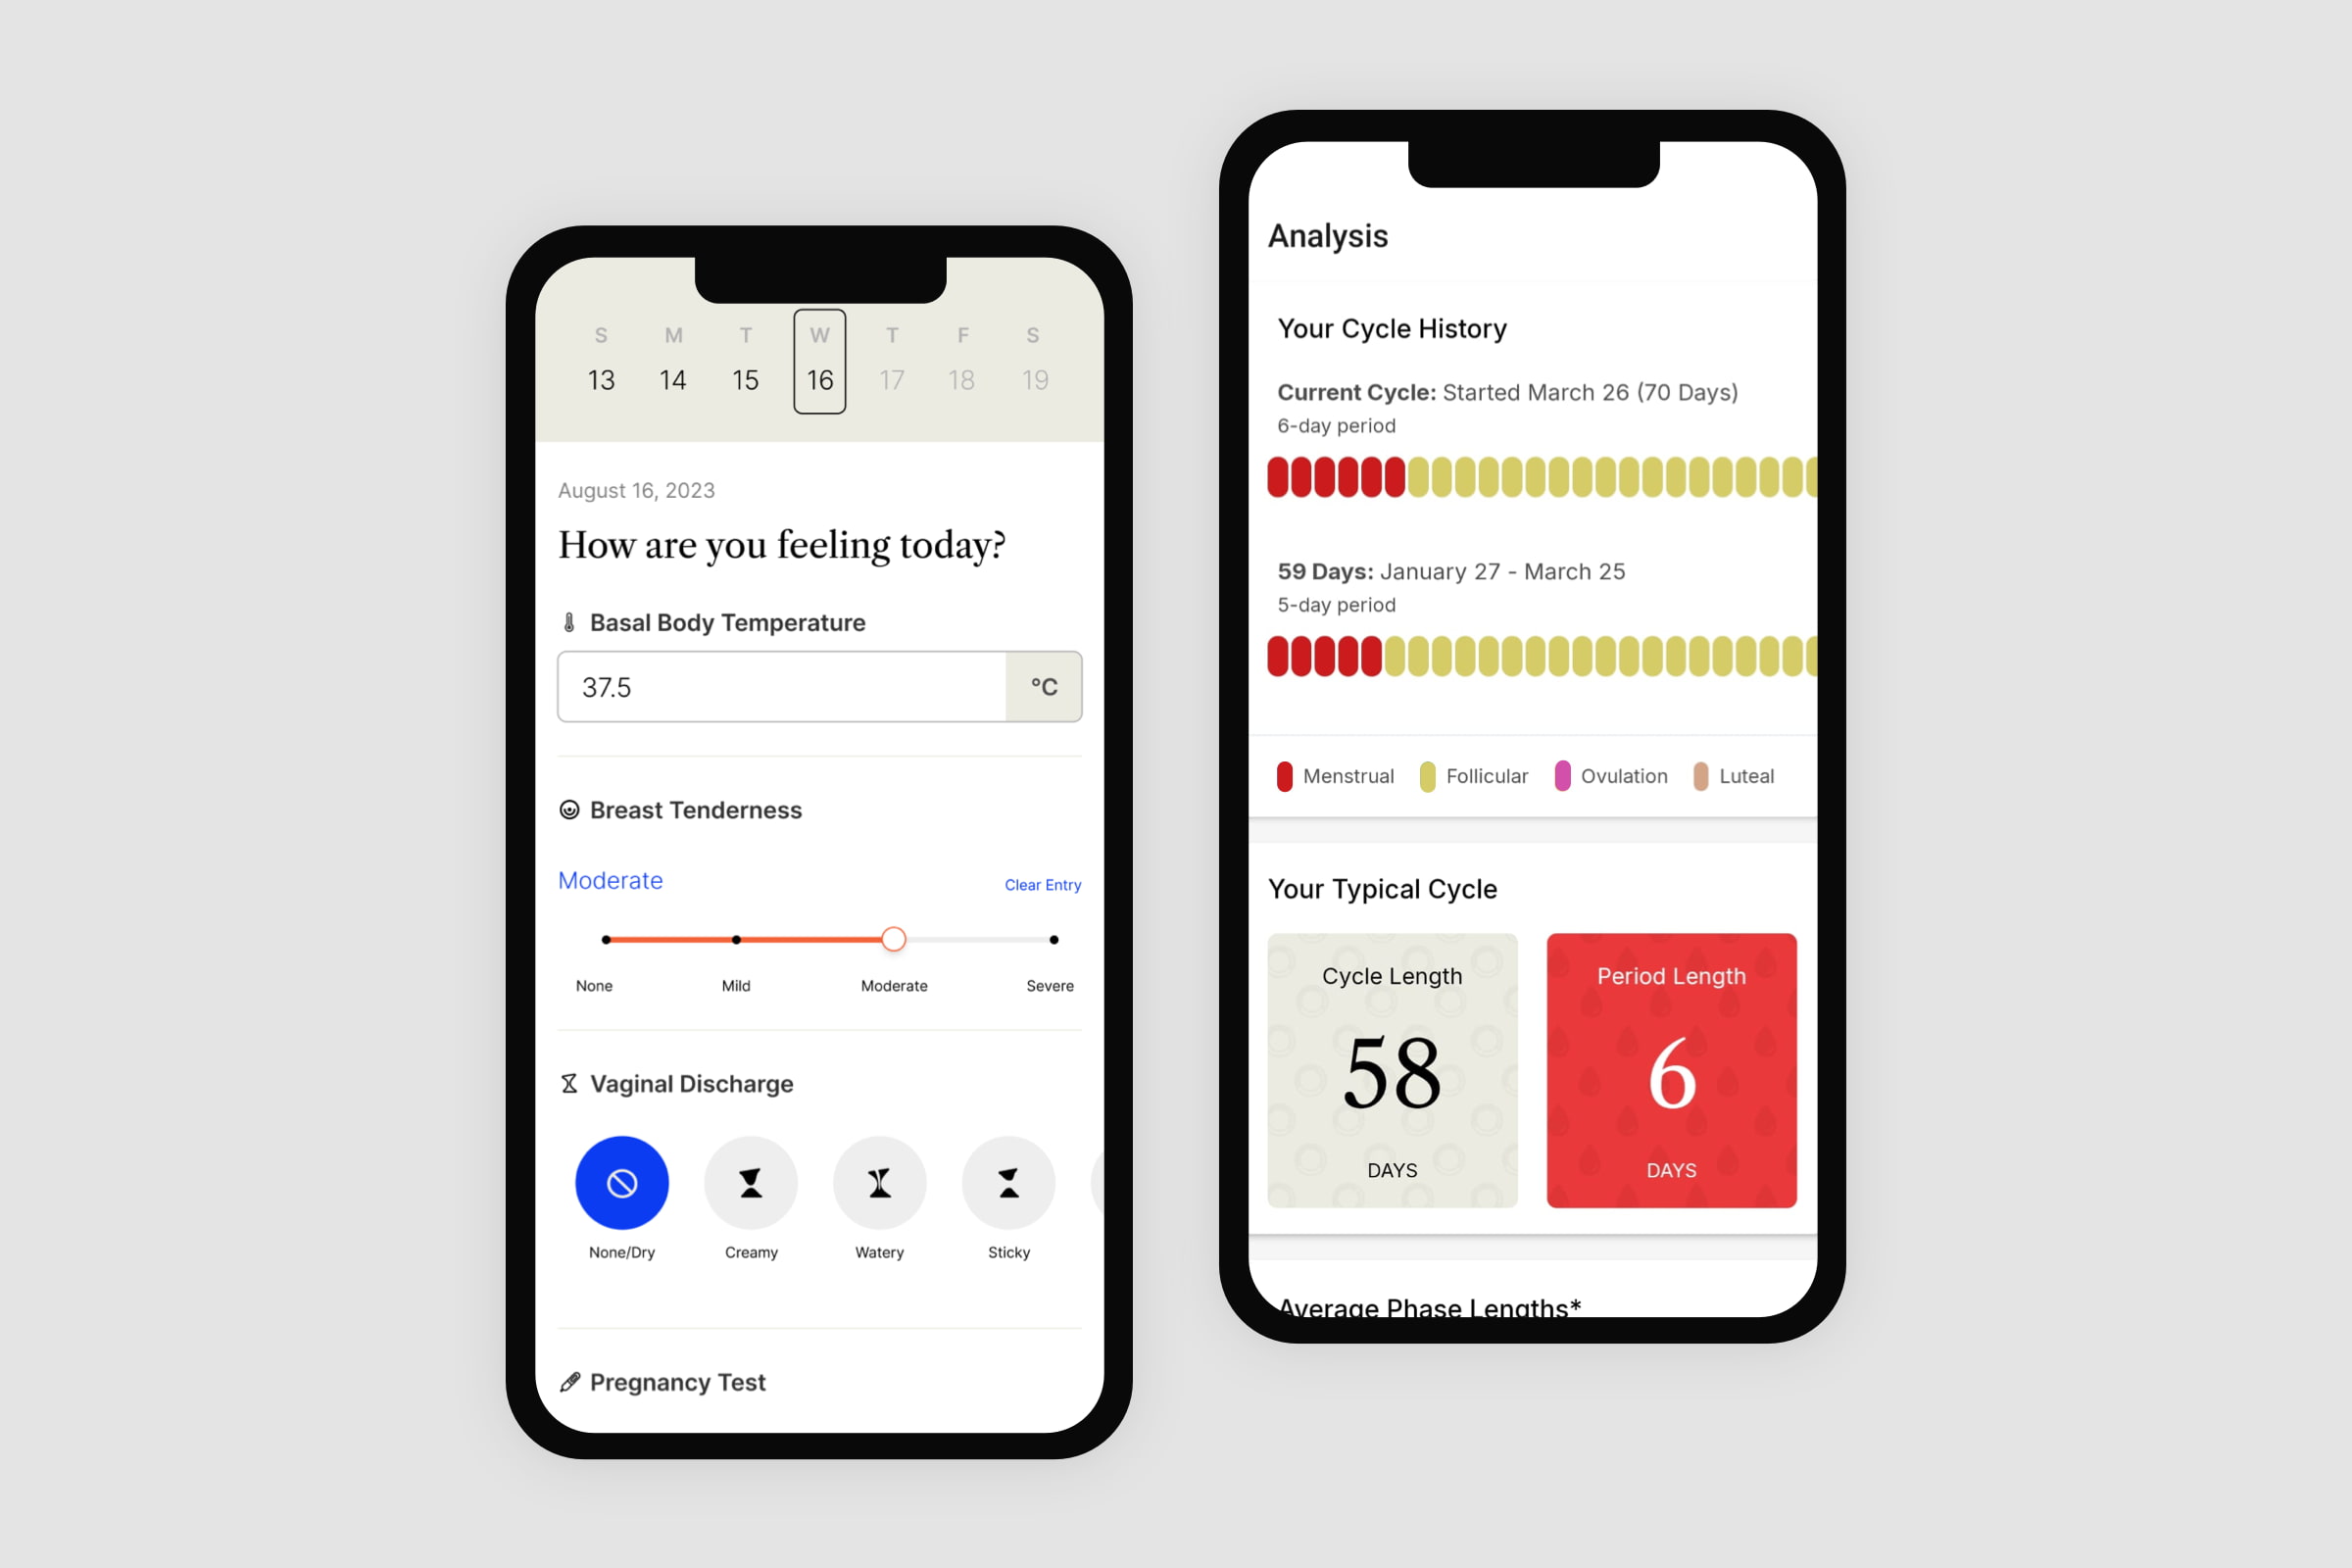 S M T W T F S
13 14 15 16 17 18 19
August 16, 2023
How are you feeling today?
Basal Body Temperature
37.5 °C
Breast Tenderness
Moderate Clear Entry
None Mild Moderate Severe
Vaginal Discharge
None/Dry Creamy Watery Sticky
Pregnancy Test
Analysis
Your Cycle History
Current Cycle: Started March 26 (70 Days)
6-day period
59 Days: January 27 - March 25
5-day period
Menstrual Follicular Ovulation Luteal
Your Typical Cycle
Cycle Length
58
DAYS
Period Length
6
DAYS
Average Phase Lengths*